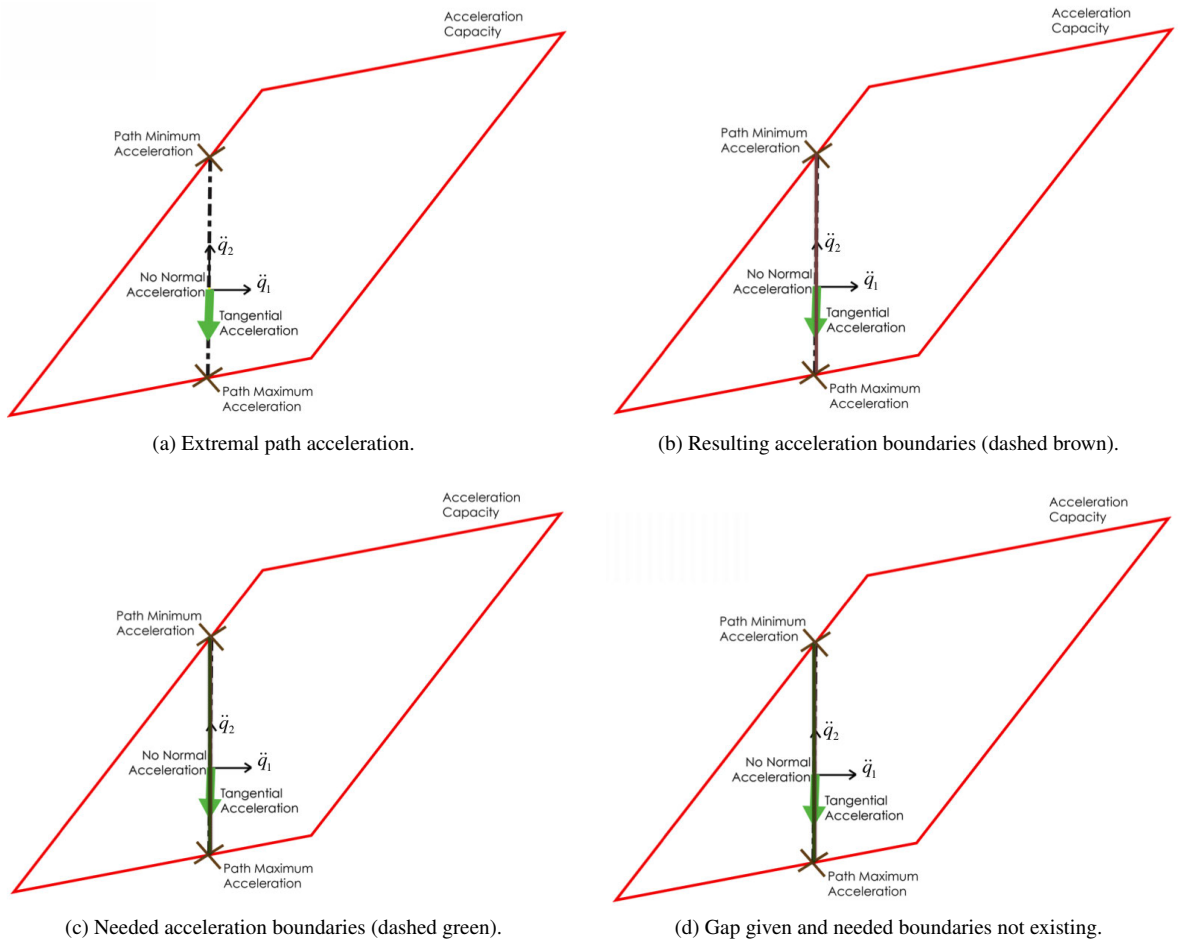 Acceleration
Capacity
Path Minimum
Acceleration
q̈₂
No Normal
Acceleration
q̈₁
Tangential
Acceleration
Path Maximum
Acceleration
(a) Extremal path acceleration.
Acceleration
Capacity
Path Minimum
Acceleration
q̈₂
No Normal
Acceleration
q̈₁
Tangential
Acceleration
Path Maximum
Acceleration
(b) Resulting acceleration boundaries (dashed brown).
Acceleration
Capacity
Path Minimum
Acceleration
q̈₂
No Normal
Acceleration
q̈₁
Tangential
Acceleration
Path Maximum
Acceleration
(c) Needed acceleration boundaries (dashed green).
Acceleration
Capacity
Path Minimum
Acceleration
q̈₂
No Normal
Acceleration
q̈₁
Tangential
Acceleration
Path Maximum
Acceleration
(d) Gap given and needed boundaries not existing.